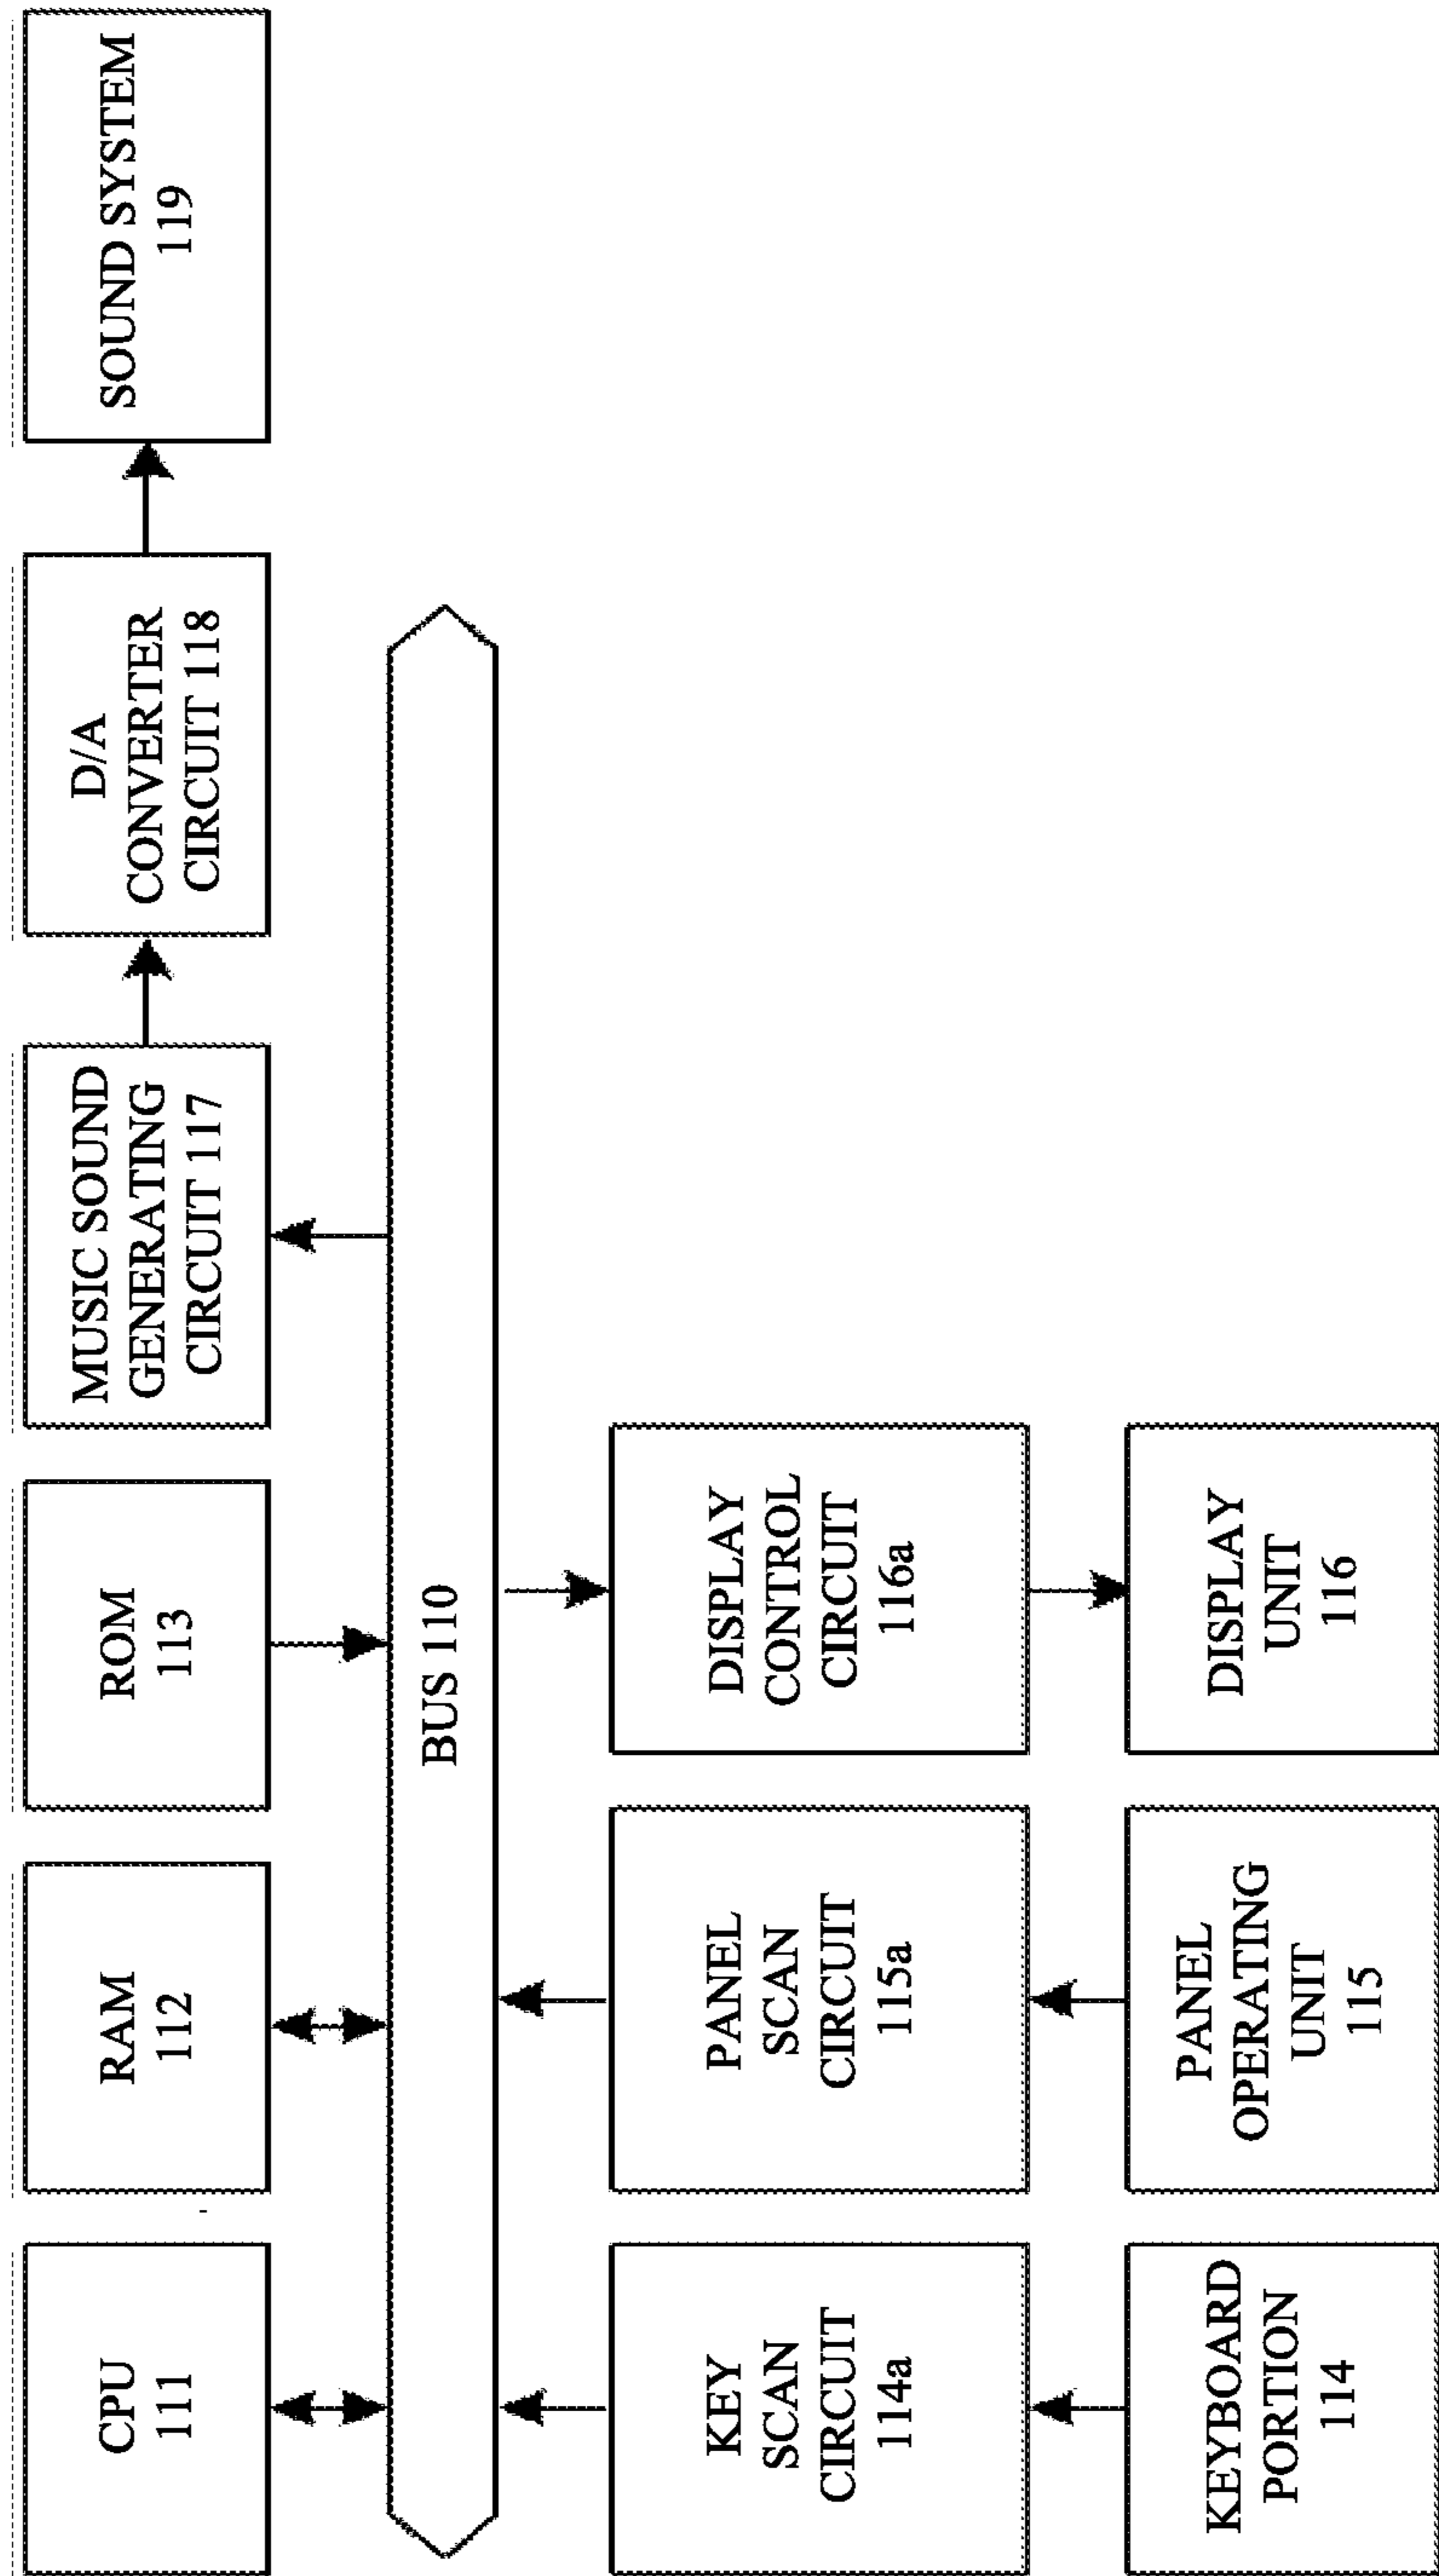 CPU
111
RAM
112
ROM
113
MUSIC SOUND
GENERATING
CIRCUIT 117
D/A
CONVERTER
CIRCUIT 118
SOUND SYSTEM
119
BUS 110
KEY
SCAN
CIRCUIT
114a
PANEL
SCAN
CIRCUIT
115a
DISPLAY
CONTROL
CIRCUIT
116a
KEYBOARD
PORTION
114
PANEL
OPERATING
UNIT
115
DISPLAY
UNIT
116